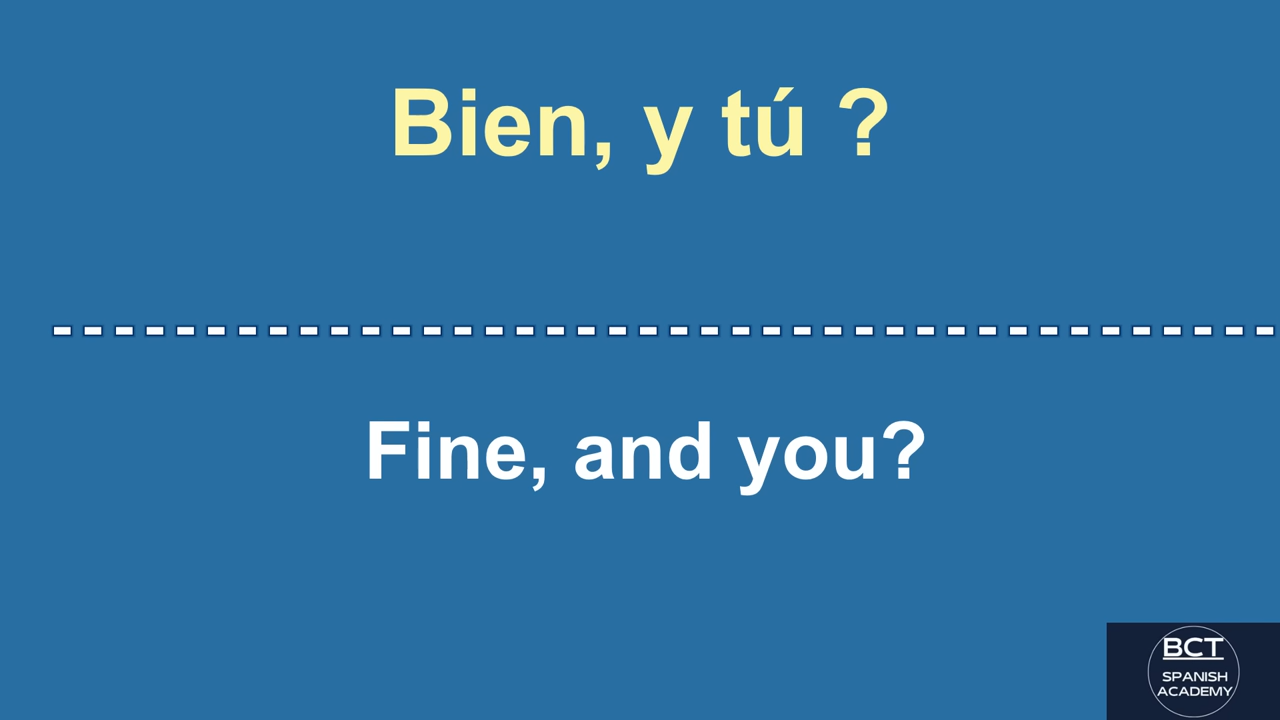 Bien, y tú ?
Fine, and you?
BCT
SPANISH
ACADEMY